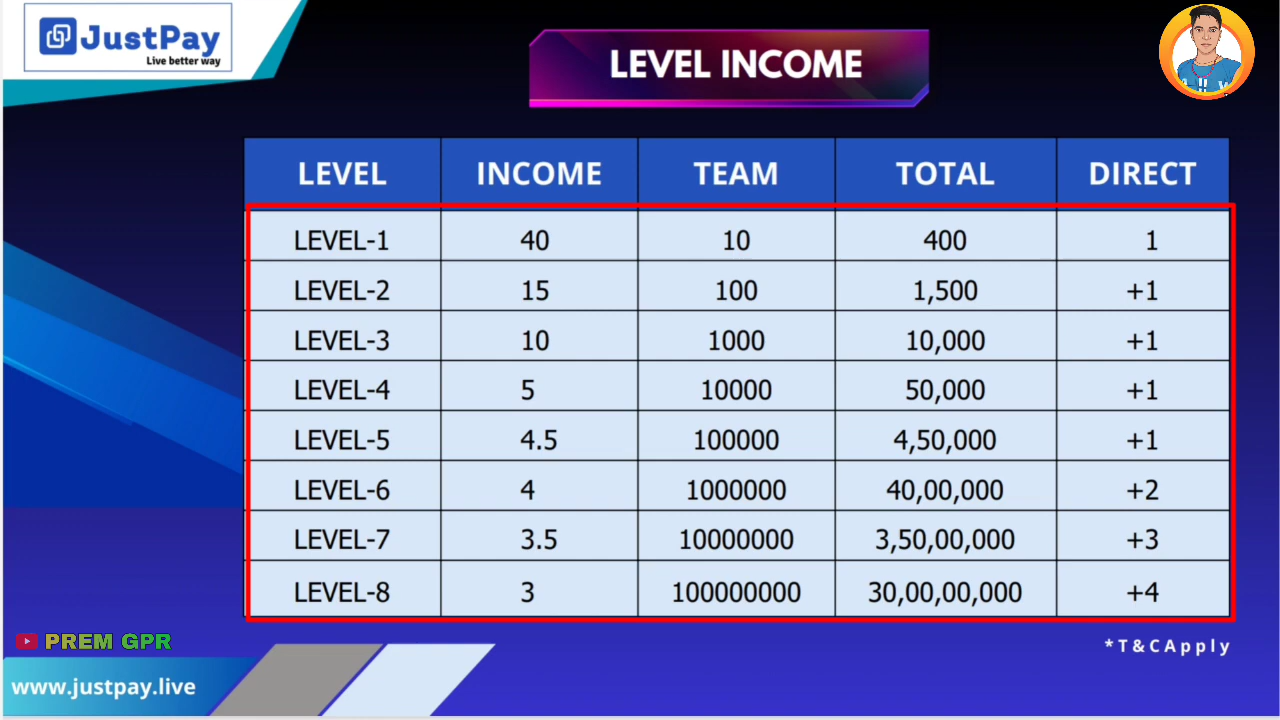 JustPay
Live better way
LEVEL INCOME
LEVEL INCOME TEAM TOTAL DIRECT
LEVEL-1 40 10 400 1
LEVEL-2 15 100 1,500 +1
LEVEL-3 10 1000 10,000 +1
LEVEL-4 5 10000 50,000 +1
LEVEL-5 4.5 100000 4,50,000 +1
LEVEL-6 4 1000000 40,00,000 +2
LEVEL-7 3.5 10000000 3,50,00,000 +3
LEVEL-8 3 100000000 30,00,00,000 +4
PREM GPR
*T&CApply
www.justpay.live